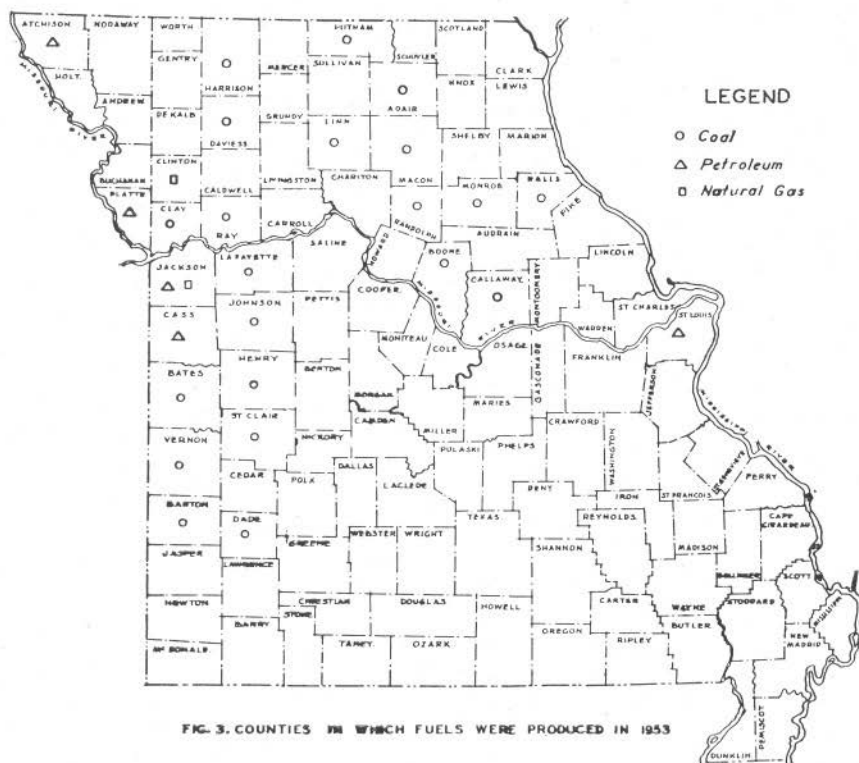 ATCHISON
NODAWAY
WORTH
PUTNAM
SCOTLAND
GENTRY
MERCER
SULLIVAN
SCHUYLER
CLARK
HOLT
HARRISON
ADAIR
KNOX
LEWIS
MISSOURI RIVER
ANDREW
DE KALB
GRUNDY
LINN
DAVIESS
SHELBY
MARION
CLINTON
BUCHANAN
CALDWELL
LIVINGSTON
CHARITON
MACON
MONROE
RALLS
PLATTE
CLAY
RAY
CARROLL
RANDOLPH
PIKE
SALINE
HOWARD
AUDRAIN
JACKSON
LAFAYETTE
BOONE
LINCOLN
CALLAWAY
MONTGOMERY
COOPER
MISSOURI RIVER
CASS
JOHNSON
PETTIS
WARREN
ST CHARLES
ST LOUIS
MONITEAU
COLE
OSAGE
GASCONADE
FRANKLIN
BATES
HENRY
BENTON
MORGAN
MARIES
JEFFERSON
MISSISSIPPI RIVER
ST CLAIR
CAMDEN
MILLER
CRAWFORD
WASHINGTON
VERNON
HICKORY
PULASKI
PHELPS
STE GENEVIEVE
PERRY
CEDAR
POLK
DALLAS
LACLEDE
DENT
IRON
ST FRANCOIS
BARTON
DADE
TEXAS
REYNOLDS
CAPE GIRARDEAU
JASPER
GREENE
WEBSTER
WRIGHT
SHANNON
MADISON
LAWRENCE
BOLLINGER
SCOTT
NEWTON
CHRISTIAN
DOUGLAS
HOWELL
CARTER
WAYNE
STODDARD
MISSISSIPPI
STONE
BARRY
BUTLER
MC DONALD
TANEY
OZARK
OREGON
RIPLEY
NEW MADRID
PEMISCOT
DUNKLIN
LEGEND
Coal
Petroleum
Natural Gas
FIG. 3. COUNTIES IN WHICH FUELS WERE PRODUCED IN 1953